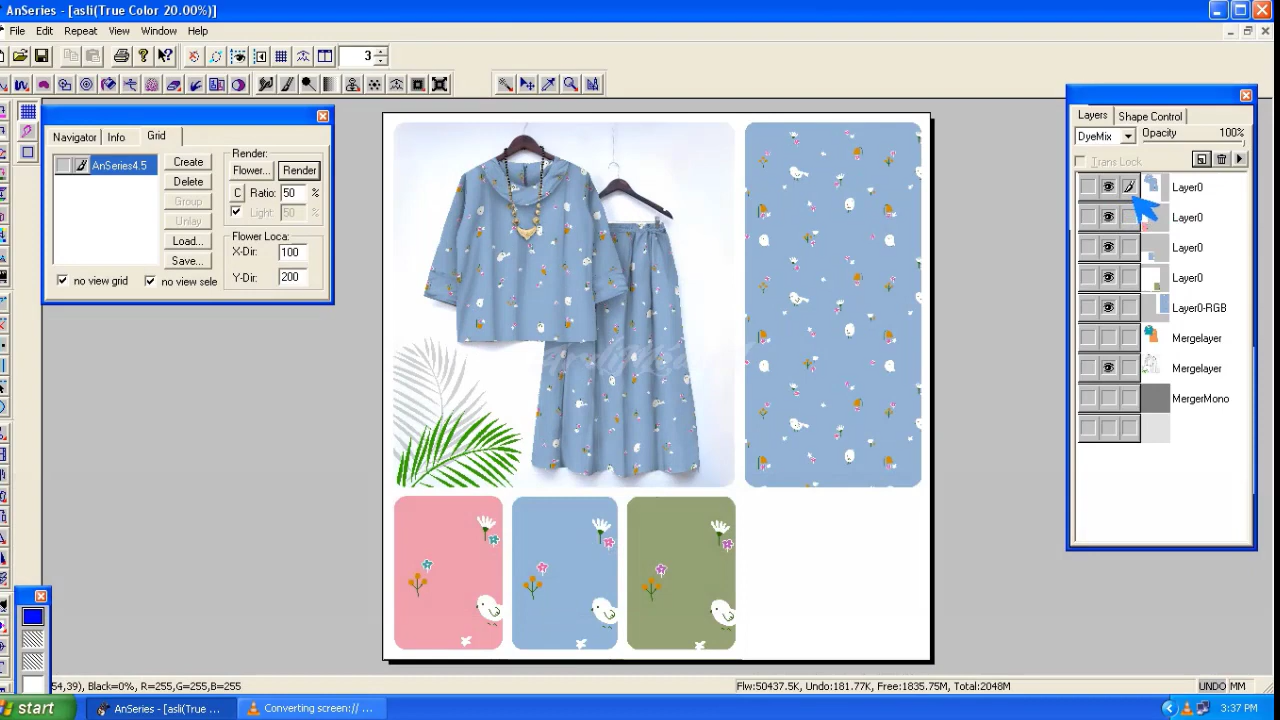 AnSeries - [asli(True Color 20.00%)]
File Edit Repeat View Window Help
3
Navigator Info Grid
AnSeries4.5
Create
Delete
Group
Unlay
Load...
Save...
no view grid
no view sele
Render:
Flower... Render
C Ratio: 50 %
Light: 50 %
Flower Loca:
X-Dir: 100
Y-Dir: 200
Layers Shape Control
DyeMix Opacity 100%
Trans Lock
Layer0
Layer0
Layer0
Layer0
Layer0-RGB
Mergelayer
Mergelayer
MergerMono
54,39), Black=0%, R=255,G=255,B=255
Flw:50437.5K, Undo:181.77K, Free:1835.75M, Total:2048M
UNDO MM
start
AnSeries - [asli(True ...
Converting screen:// ...
3:37 PM